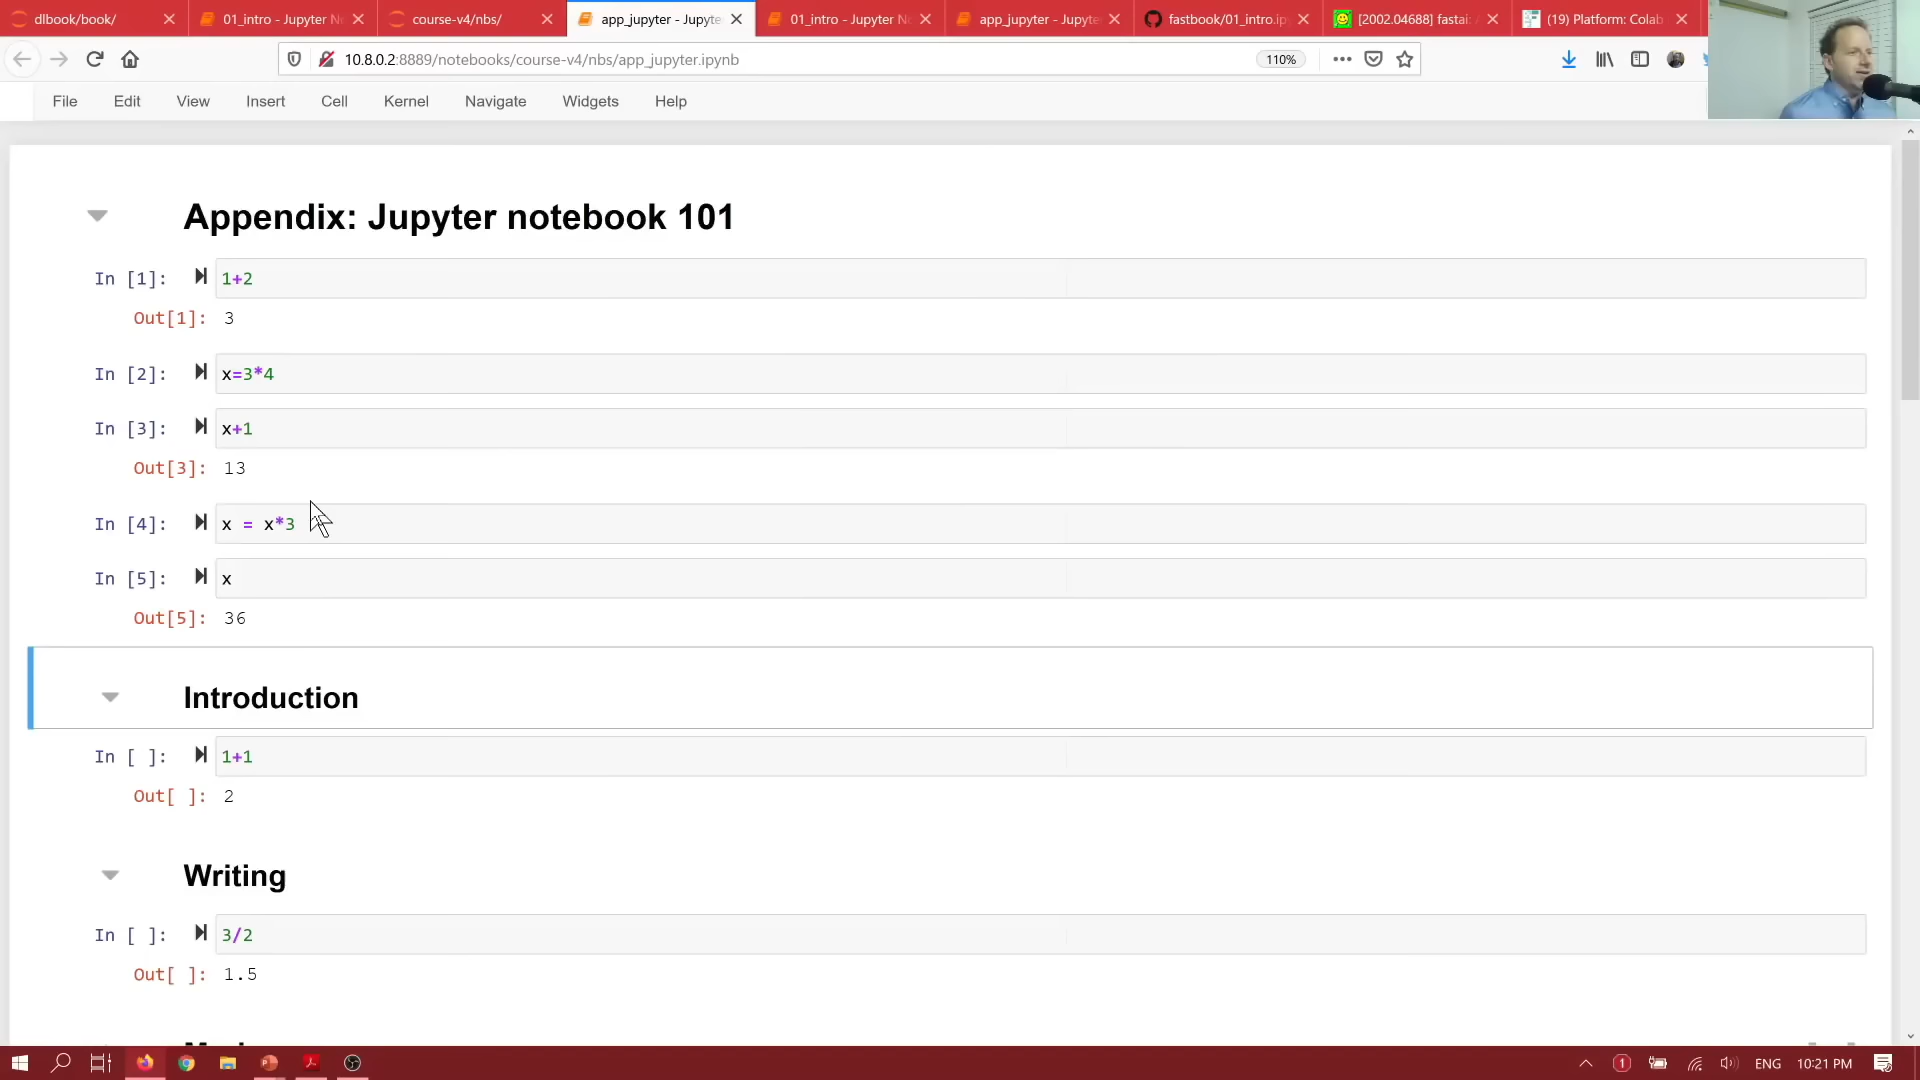 dlbook/book/
01_intro - Jupyter N
course-v4/nbs/
app_jupyter - Jupyte
01_intro - Jupyter N
app_jupyter - Jupyte
fastbook/01_intro.ip
[2002.04688] fastai: A
(19) Platform: Colab
10.8.0.2:8889/notebooks/course-v4/nbs/app_jupyter.ipynb
110%
File Edit View Insert Cell Kernel Navigate Widgets Help
Appendix: Jupyter notebook 101
In [1]: 1+2
Out[1]: 3
In [2]: x=3*4
In [3]: x+1
Out[3]: 13
In [4]: x = x*3
In [5]: x
Out[5]: 36
Introduction
In [ ]: 1+1
Out[ ]: 2
Writing
In [ ]: 3/2
Out[ ]: 1.5
1 ENG 10:21 PM